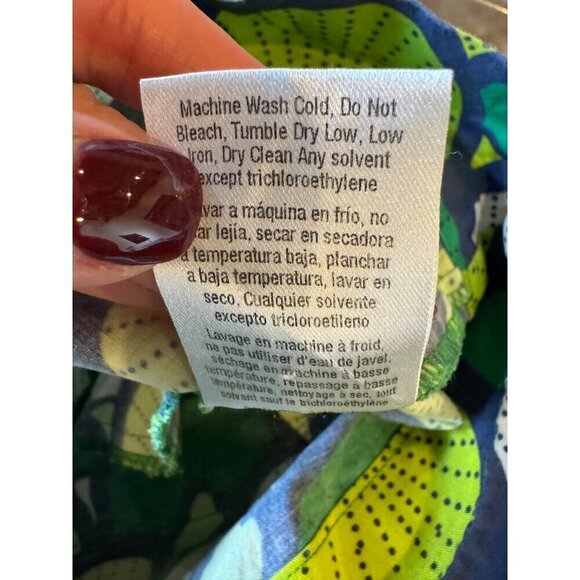 Machine Wash Cold, Do Not
Bleach, Tumble Dry Low, Low
Iron, Dry Clean Any solvent
except trichloroethylene
var a máquina en frío, no
ar lejía, secar en secadora
a temperatura baja, planchar
a baja temperatura, lavar en
seco, Cualquier solvente
excepto tricloroetileno
Lavage en machine à froid,
ne pas utiliser d'eau de javel,
séchage en machine à basse
température, repassage à basse
température, nettoyage à sec, tout
solvant sauf le trichloréthylène